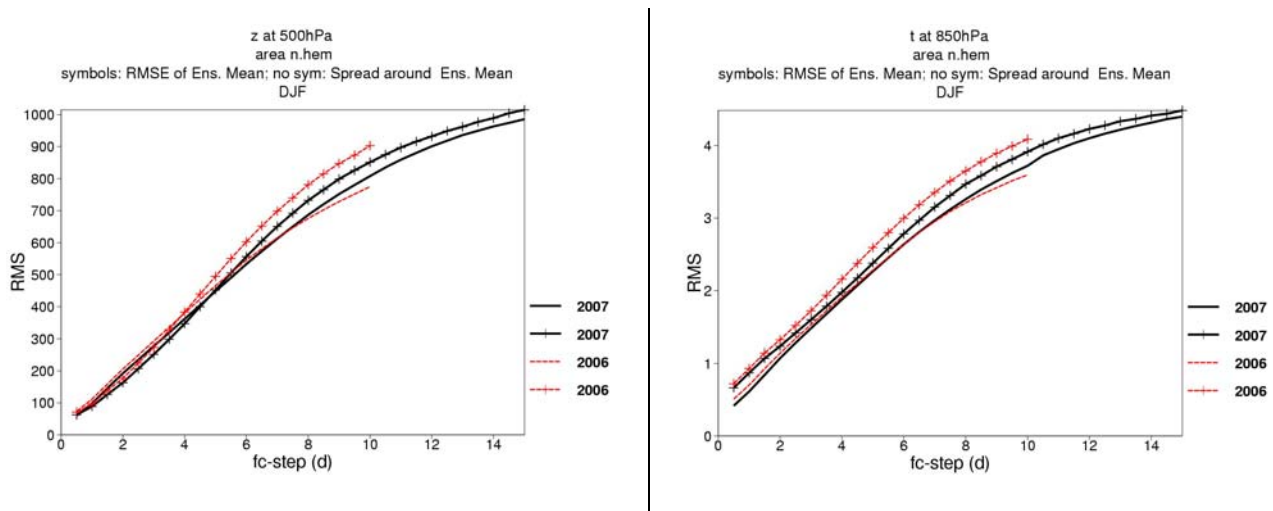 z at 500hPa
area n.hem
symbols: RMSE of Ens. Mean; no sym: Spread around Ens. Mean
DJF
1000
900
800
700
600
500
400
300
200
100
0
RMS
0 2 4 6 8 10 12 14
fc-step (d)
2007
2007
2006
2006
t at 850hPa
area n.hem
symbols: RMSE of Ens. Mean; no sym: Spread around Ens. Mean
DJF
4
3
2
1
0
RMS
0 2 4 6 8 10 12 14
fc-step (d)
2007
2007
2006
2006